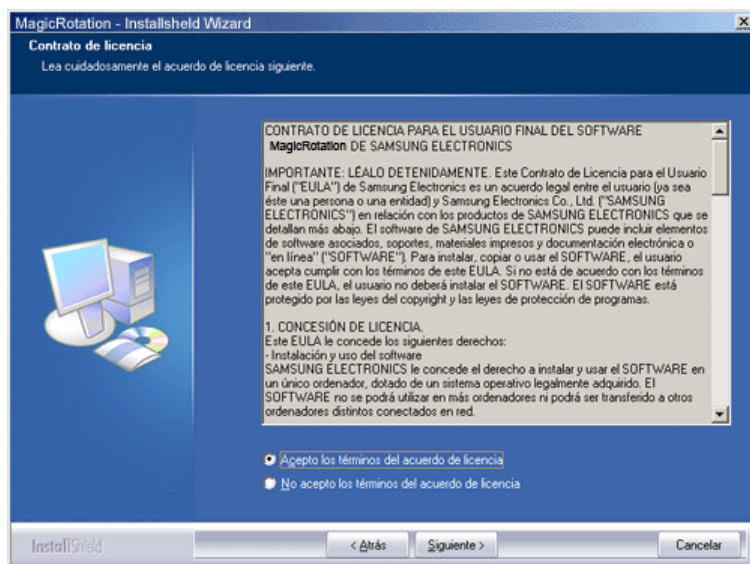 MagicRotation - Installsheld Wizard
Contrato de licencia
Lea cuidadosamente el acuerdo de licencia siguiente.
CONTRATO DE LICENCIA PARA EL USUARIO FINAL DEL SOFTWARE
MagicRotation DE SAMSUNG ELECTRONICS
IMPORTANTE: LÉALO DETENIDAMENTE. Este Contrato de Licencia para el Usuario
Final ("EULA") de Samsung Electronics es un acuerdo legal entre el usuario (ya sea
éste una persona o una entidad) y Samsung Electronics Co., Ltd. ("SAMSUNG
ELECTRONICS") en relación con los productos de SAMSUNG ELECTRONICS que se
detallan más abajo. El software de SAMSUNG ELECTRONICS puede incluir elementos
de software asociados, soportes, materiales impresos y documentación electrónica o
"en línea" ("SOFTWARE"). Para instalar, copiar o usar el SOFTWARE, el usuario
acepta cumplir con los términos de este EULA. Si no está de acuerdo con los términos
de este EULA, el usuario no deberá instalar el SOFTWARE. El SOFTWARE está
protegido por las leyes del copyright y las leyes de protección de programas.
1. CONCESIÓN DE LICENCIA.
Este EULA le concede los siguientes derechos:
- Instalación y uso del software
SAMSUNG ELECTRONICS le concede el derecho a instalar y usar el SOFTWARE en
un único ordenador, dotado de un sistema operativo legalmente adquirido. El
SOFTWARE no se podrá utilizar en más ordenadores ni podrá ser transferido a otros
ordenadores distintos conectados en red.
Acepto los términos del acuerdo de licencia
No acepto los términos del acuerdo de licencia
InstallShield
< Atrás
Siguiente >
Cancelar